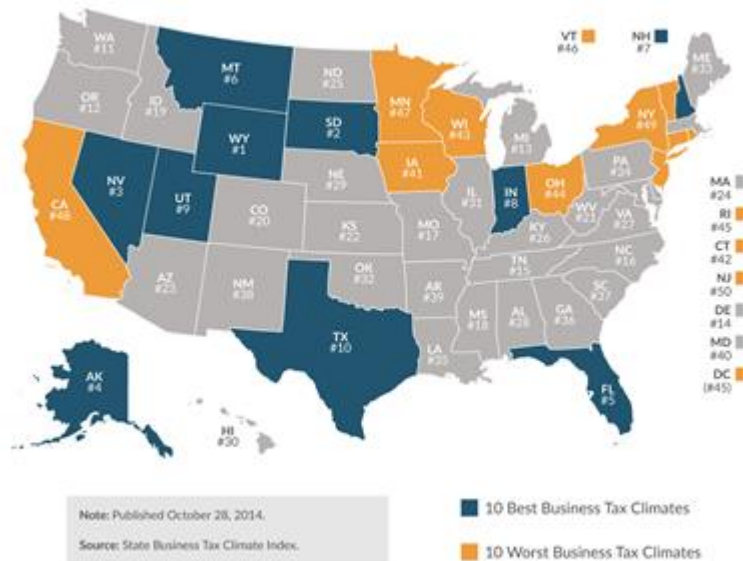 WA
#11
MT
#6
ND
#25
MN
#47
VT
#46
NH
#7
ME
#33
OR
#12
ID
#19
WY
#1
SD
#2
WI
#43
MI
#13
NY
#49
CA
#48
NV
#3
UT
#9
CO
#20
NE
#29
IA
#41
IL
#31
IN
#8
OH
#44
PA
#34
WV
#21
VA
#27
KS
#22
MO
#17
KY
#26
NC
#16
TN
#15
SC
AZ
#23
NM
#38
OK
#32
AR
#39
MS
#18
AL
#28
GA
#36
TX
#10
LA
#35
FL
#5
AK
#4
HI
#30
MA
#24
RI
#45
CT
#42
NJ
#50
DE
#14
MD
#40
DC
(#45)
Note: Published October 28, 2014.
Source: State Business Tax Climate Index.
10 Best Business Tax Climates
10 Worst Business Tax Climates